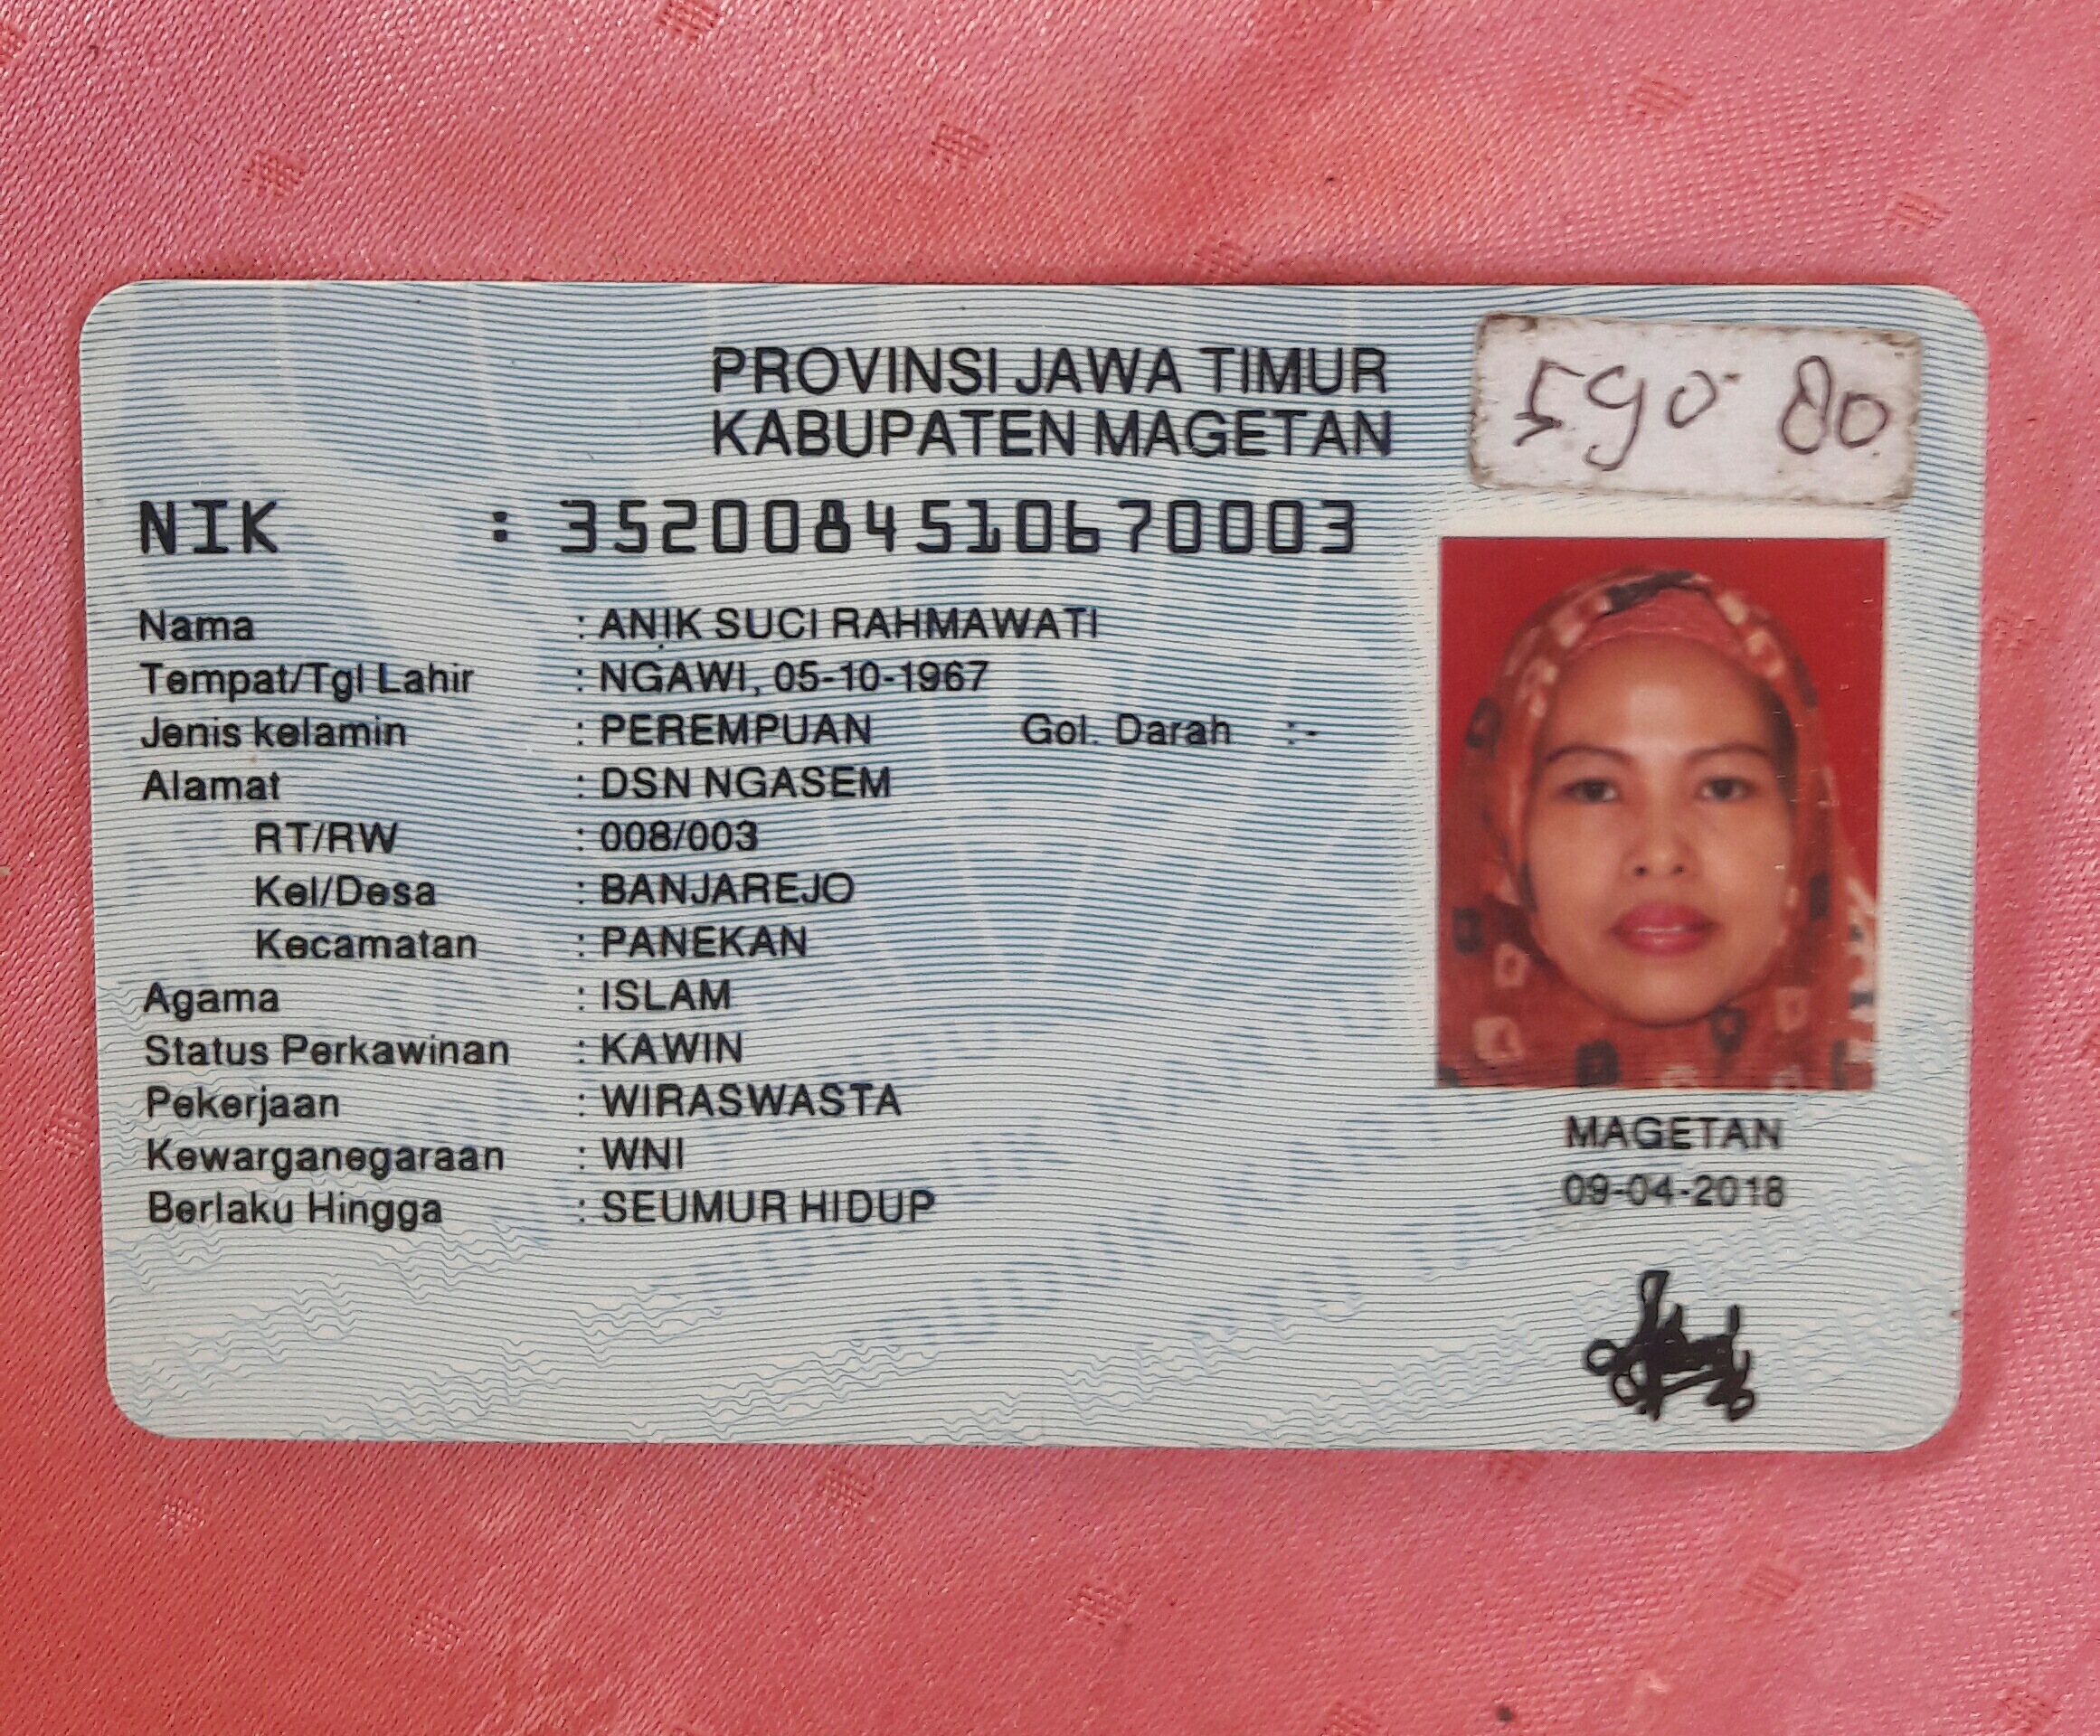 PROVINSI JAWA TIMUR
KABUPATEN MAGETAN
590 80
NIK : 3520084510670003
Nama : ANIK SUCI RAHMAWATI
Tempat/Tgl Lahir : NGAWI, 05-10-1967
Jenis kelamin : PEREMPUAN Gol. Darah :-
Alamat : DSN NGASEM
RT/RW : 008/003
Kel/Desa : BANJAREJO
Kecamatan : PANEKAN
Agama : ISLAM
Status Perkawinan : KAWIN
Pekerjaan : WIRASWASTA
Kewarganegaraan : WNI
Berlaku Hingga : SEUMUR HIDUP
MAGETAN
09-04-2018